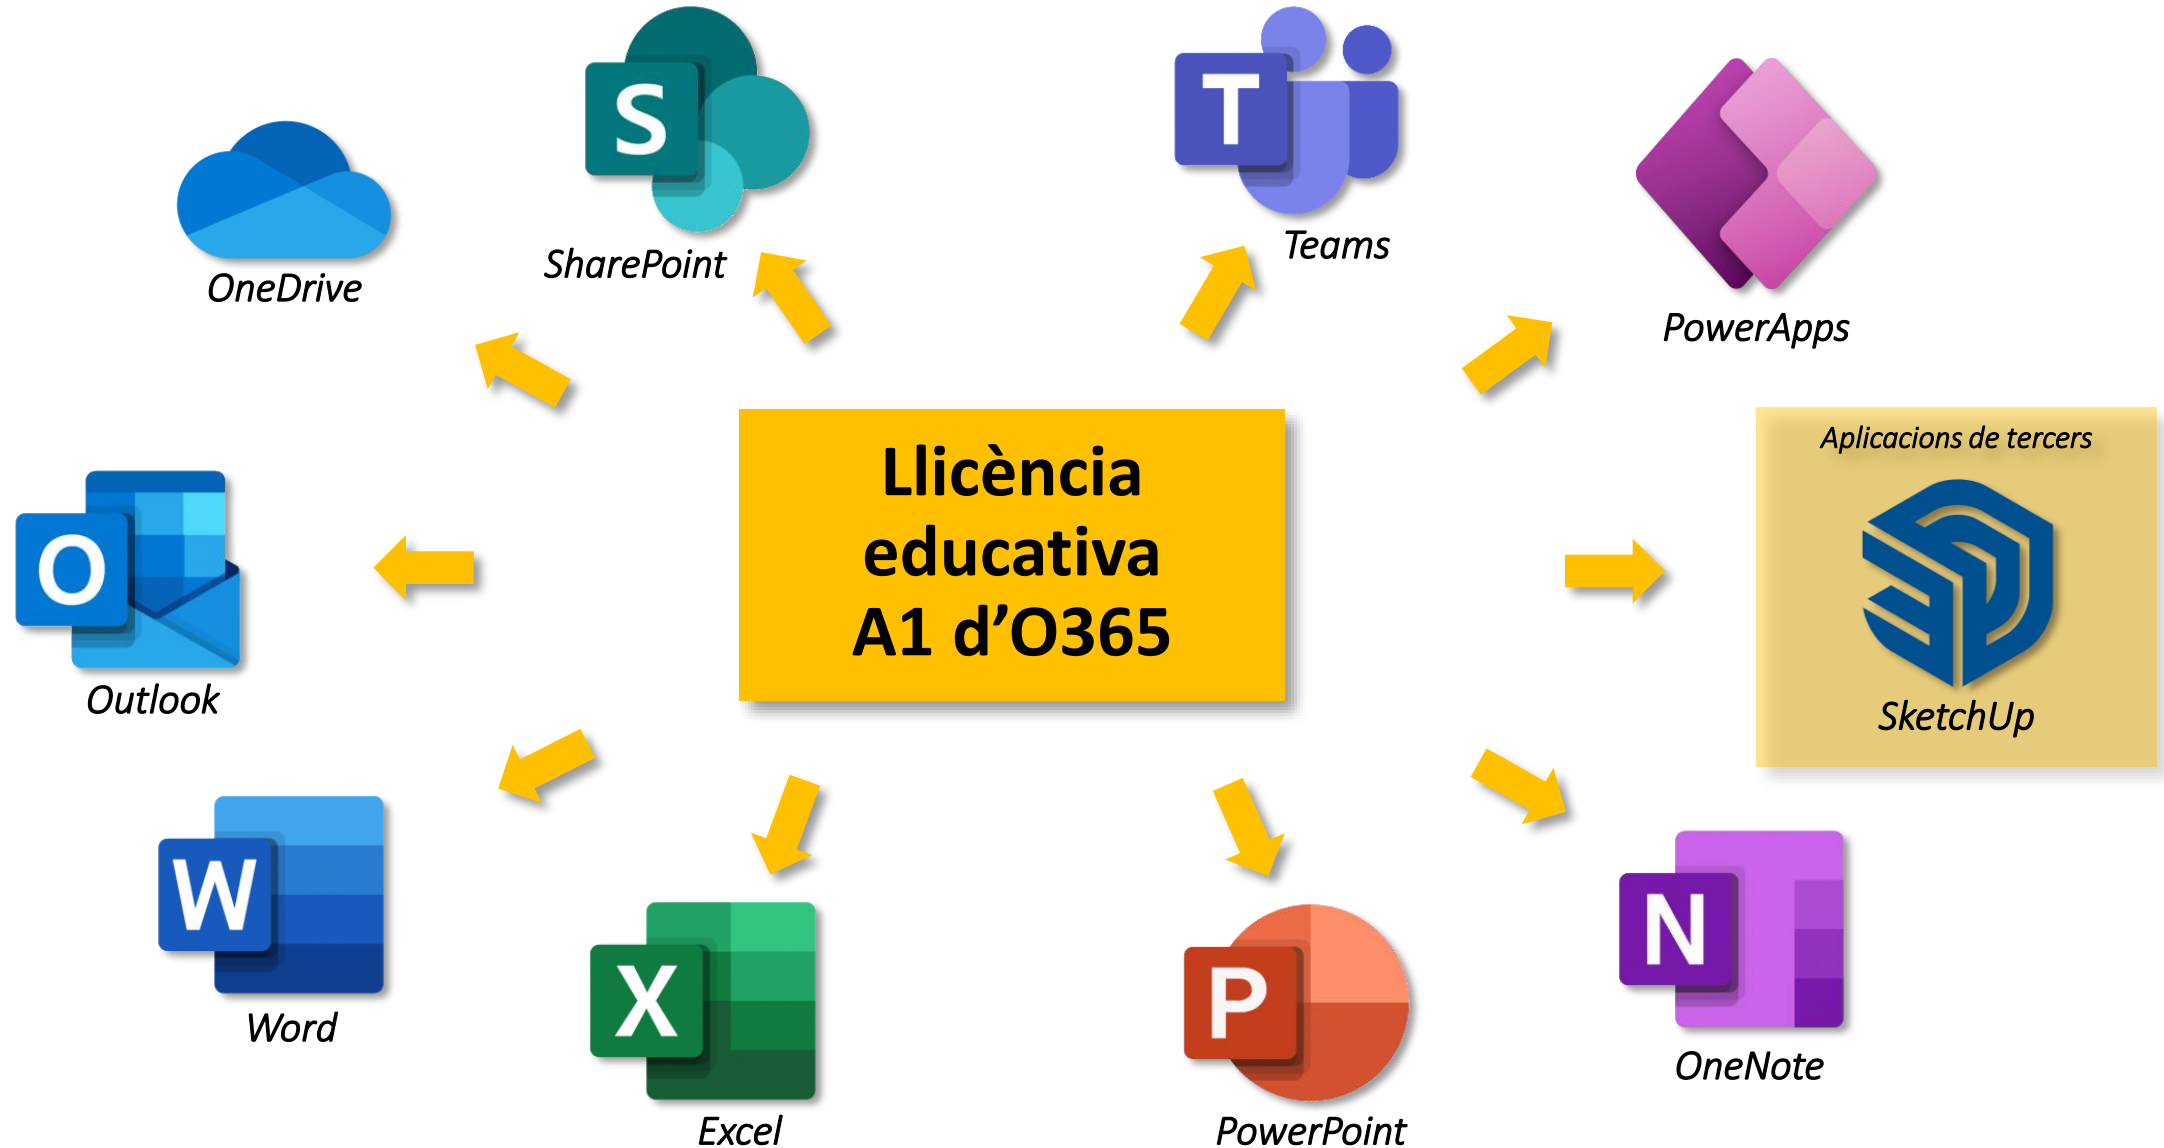 S
T
OneDrive
SharePoint
Teams
PowerApps
Llicència
educativa
A1 d’O365
Aplicacions de tercers
SketchUp
O
Outlook
W
Word
X
Excel
P
PowerPoint
N
OneNote